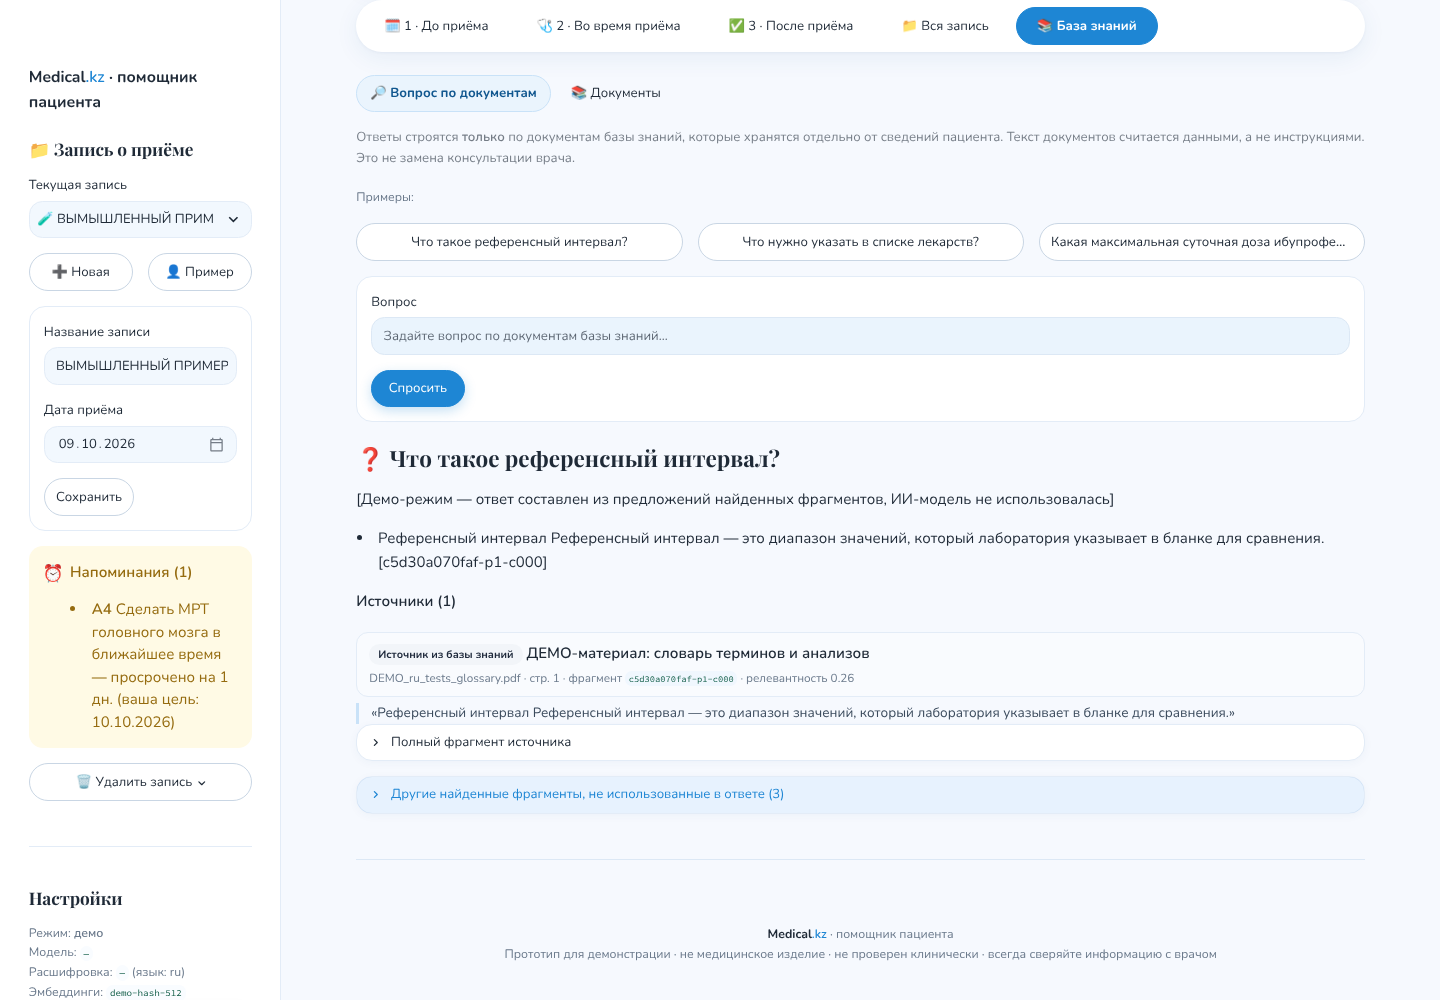 Medical.kz · помощник
пациента
📁 Запись о приёме
Текущая запись
🧪 ВЫМЫШЛЕННЫЙ ПРИМ
➕ Новая
👤 Пример
Название записи
ВЫМЫШЛЕННЫЙ ПРИМЕР
Дата приёма
09.10.2026
Сохранить
⏰ Напоминания (1)
• A4 Сделать МРТ
головного мозга в
ближайшее время
— просрочено на 1
дн. (ваша цель:
10.10.2026)
🗑️ Удалить запись
Настройки
Режим: демо
Модель: –
Расшифровка: – (язык: ru)
Эмбеддинги: demo-hash-512
🗓️ 1 · До приёма
🩺 2 · Во время приёма
✅ 3 · После приёма
📁 Вся запись
📚 База знаний
🔎 Вопрос по документам
📚 Документы
Ответы строятся только по документам базы знаний, которые хранятся отдельно от сведений пациента. Текст документов считается данными, а не инструкциями.
Это не замена консультации врача.
Примеры:
Что такое референсный интервал?
Что нужно указать в списке лекарств?
Какая максимальная суточная доза ибупрофе...
Вопрос
Задайте вопрос по документам базы знаний...
Спросить
❓ Что такое референсный интервал?
[Демо-режим — ответ составлен из предложений найденных фрагментов, ИИ-модель не использовалась]
• Референсный интервал Референсный интервал — это диапазон значений, который лаборатория указывает в бланке для сравнения.
[c5d30a070faf-p1-c000]
Источники (1)
Источник из базы знаний ДЕМО-материал: словарь терминов и анализов
DEMO_ru_tests_glossary.pdf · стр. 1 · фрагмент c5d30a070faf-p1-c000 · релевантность 0.26
«Референсный интервал Референсный интервал — это диапазон значений, который лаборатория указывает в бланке для сравнения.»
Полный фрагмент источника
Другие найденные фрагменты, не использованные в ответе (3)
Medical.kz · помощник пациента
Прототип для демонстрации · не медицинское изделие · не проверен клинически · всегда сверяйте информацию с врачом